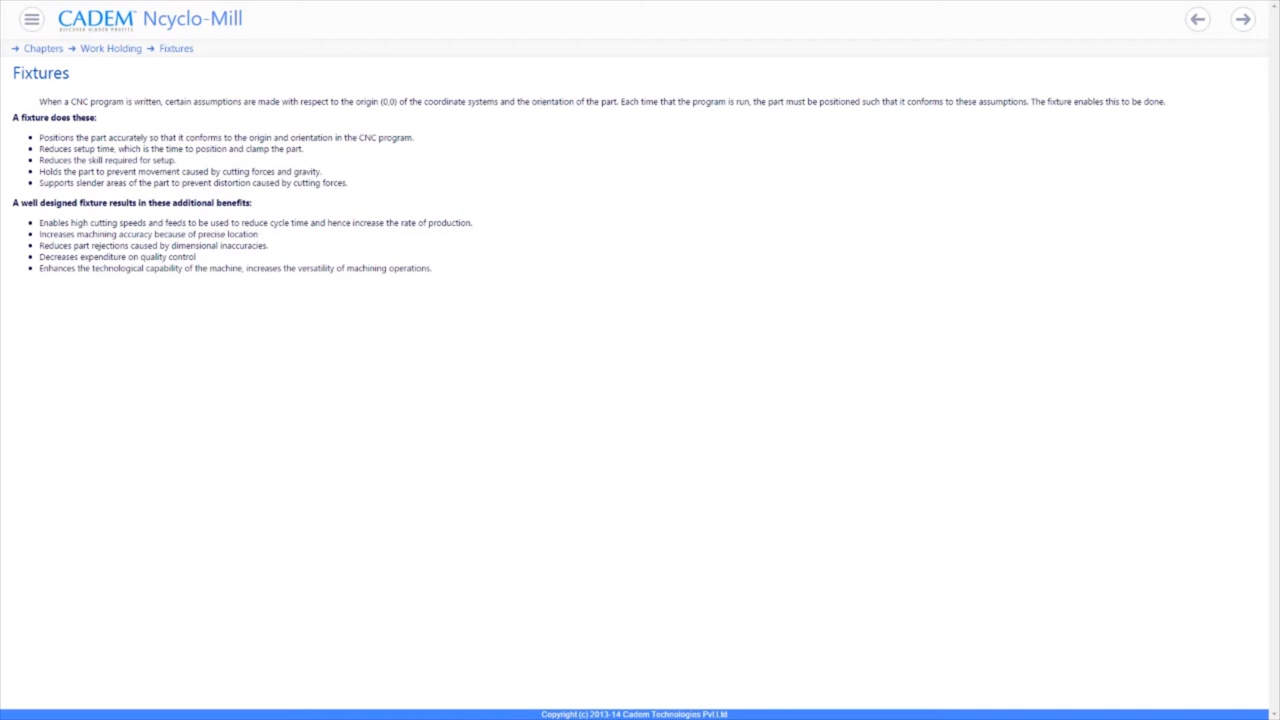 CADEM Ncyclo-Mill
DISCOVER HIDDEN PROFITS
Chapters Work Holding Fixtures
Fixtures
When a CNC program is written, certain assumptions are made with respect to the origin (0,0) of the coordinate systems and the orientation of the part. Each time that the program is run, the part must be positioned such that it conforms to these assumptions. The fixture enables this to be done.
A fixture does these:
Positions the part accurately so that it conforms to the origin and orientation in the CNC program.
Reduces setup time, which is the time to position and clamp the part.
Reduces the skill required for setup.
Holds the part to prevent movement caused by cutting forces and gravity.
Supports slender areas of the part to prevent distortion caused by cutting forces.
A well designed fixture results in these additional benefits:
Enables high cutting speeds and feeds to be used to reduce cycle time and hence increase the rate of production.
Increases machining accuracy because of precise location
Reduces part rejections caused by dimensional inaccuracies.
Decreases expenditure on quality control
Enhances the technological capability of the machine, increases the versatility of machining operations.
Copyright (c) 2013-14 Cadem Technologies Pvt.Ltd